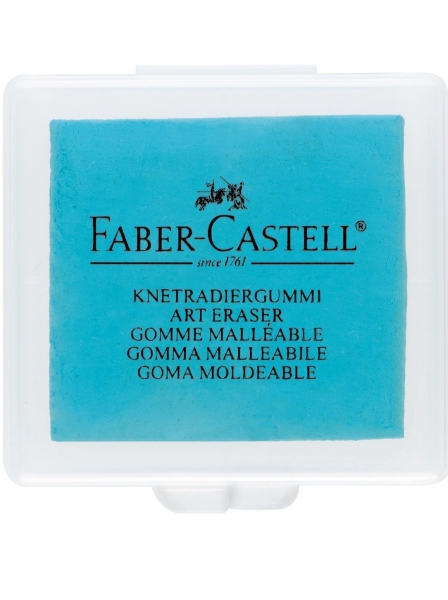 FABER-CASTELL®
since 1761
KNETRADIERGUMMI
ART ERASER
GOMME MALLÉABLE
GOMMA MALLEABILE
GOMA MOLDEABLE